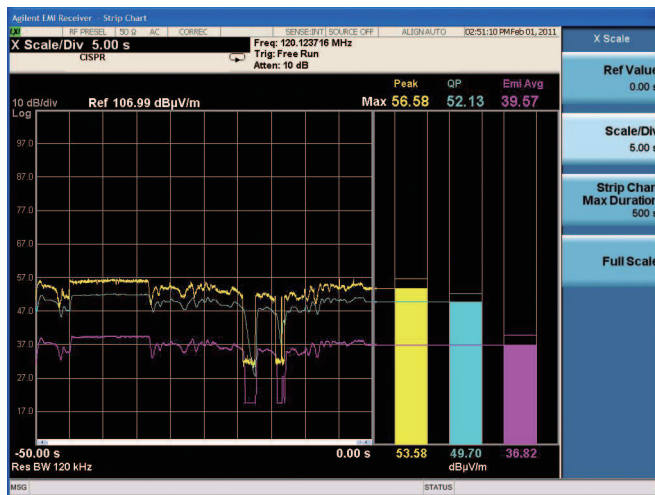 Agilent EMI Receiver - Strip Chart
LXI RF PRESEL 50 Ω AC CORREC SENSE:INT SOURCE OFF ALIGN AUTO 02:51:10 PM Feb 01, 2011
X Scale/Div 5.00 s
CISPR
Freq: 120.123716 MHz
Trig: Free Run
Atten: 10 dB
Peak QP Emi Avg
10 dB/div Ref 106.99 dBµV/m Max 56.58 52.13 39.57
Log
97.0
87.0
77.0
67.0
57.0
47.0
37.0
27.0
17.0
-50.00 s 0.00 s 53.58 49.70 36.82
Res BW 120 kHz dBµV/m
MSG STATUS
X Scale
Ref Value
0.00 s
Scale/Div
5.00 s
Strip Chart
Max Duration
500 s
Full Scale